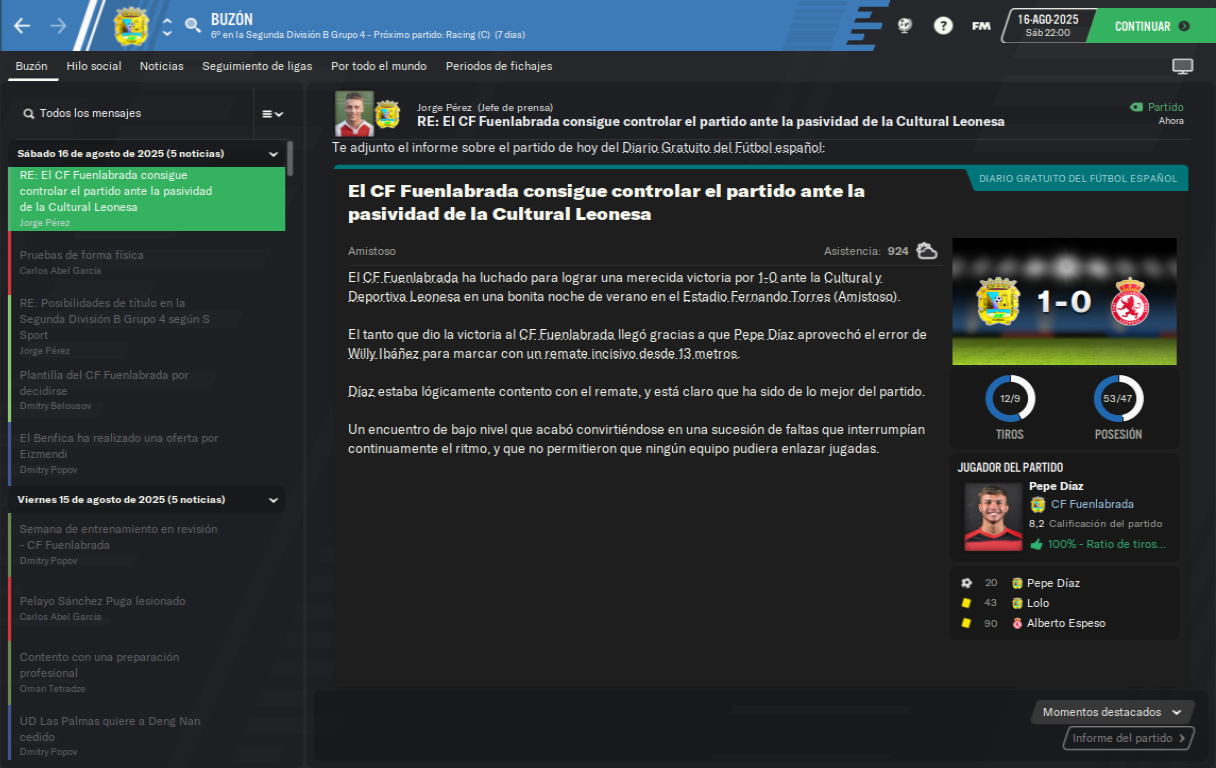 BUZÓN
6º en la Segunda División B Grupo 4 - Próximo partido: Racing (C) (7 días)
?
FM
16-AGO-2025
Sáb 22:00
CONTINUAR
Buzón
Hilo social
Noticias
Seguimiento de ligas
Por todo el mundo
Periodos de fichajes
Todos los mensajes
Sábado 16 de agosto de 2025 (5 noticias)
RE: El CF Fuenlabrada consigue
controlar el partido ante la pasividad
de la Cultural Leonesa
Jorge Pérez
Pruebas de forma física
Carlos Abel García
RE: Posibilidades de título en la
Segunda División B Grupo 4 según S
Sport
Jorge Pérez
Plantilla del CF Fuenlabrada por
decidirse
Dmitry Belousov
El Benfica ha realizado una oferta por
Eizmendi
Dmitry Popov
Viernes 15 de agosto de 2025 (5 noticias)
Semana de entrenamiento en revisión
- CF Fuenlabrada
Dmitry Popov
Pelayo Sánchez Puga lesionado
Carlos Abel García
Contento con una preparación
profesional
Omari Tetradze
UD Las Palmas quiere a Deng Nan
cedido
Dmitry Popov
Jorge Pérez (Jefe de prensa)
RE: El CF Fuenlabrada consigue controlar el partido ante la pasividad de la Cultural Leonesa
Partido
Ahora
Te adjunto el informe sobre el partido de hoy del Diario Gratuito del Fútbol español:
DIARIO GRATUITO DEL FÚTBOL ESPAÑOL
El CF Fuenlabrada consigue controlar el partido ante la
pasividad de la Cultural Leonesa
Amistoso
Asistencia: 924
El CF Fuenlabrada ha luchado para lograr una merecida victoria por 1-0 ante la Cultural y
Deportiva Leonesa en una bonita noche de verano en el Estadio Fernando Torres (Amistoso).
El tanto que dio la victoria al CF Fuenlabrada llegó gracias a que Pepe Díaz aprovechó el error de
Willy Ibáñez para marcar con un remate incisivo desde 13 metros.
Díaz estaba lógicamente contento con el remate, y está claro que ha sido de lo mejor del partido.
Un encuentro de bajo nivel que acabó convirtiéndose en una sucesión de faltas que interrumpían
continuamente el ritmo, y que no permitieron que ningún equipo pudiera enlazar jugadas.
1-0
12/9
TIROS
53/47
POSESIÓN
JUGADOR DEL PARTIDO
Pepe Díaz
CF Fuenlabrada
8,2 Calificación del partido
100% - Ratio de tiros...
20 Pepe Díaz
43 Lolo
90 Alberto Espeso
Momentos destacados
Informe del partido